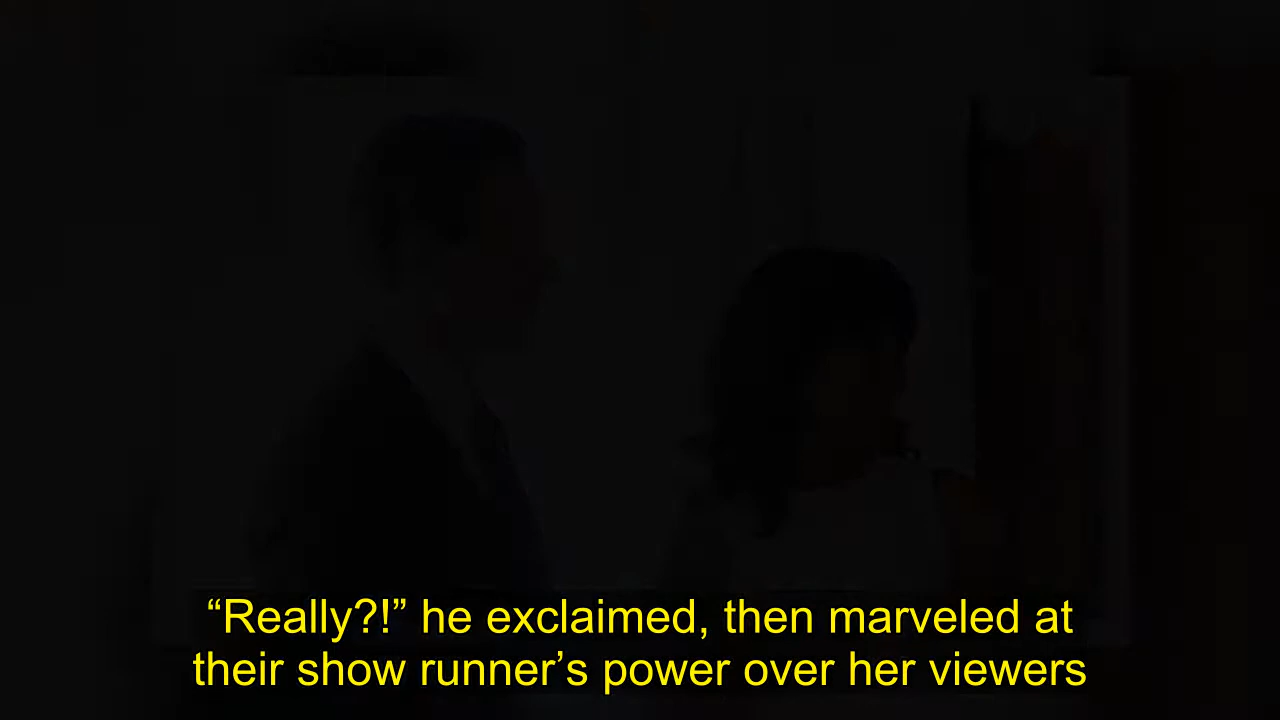 “Really?!” he exclaimed, then marveled at
their show runner’s power over her viewers